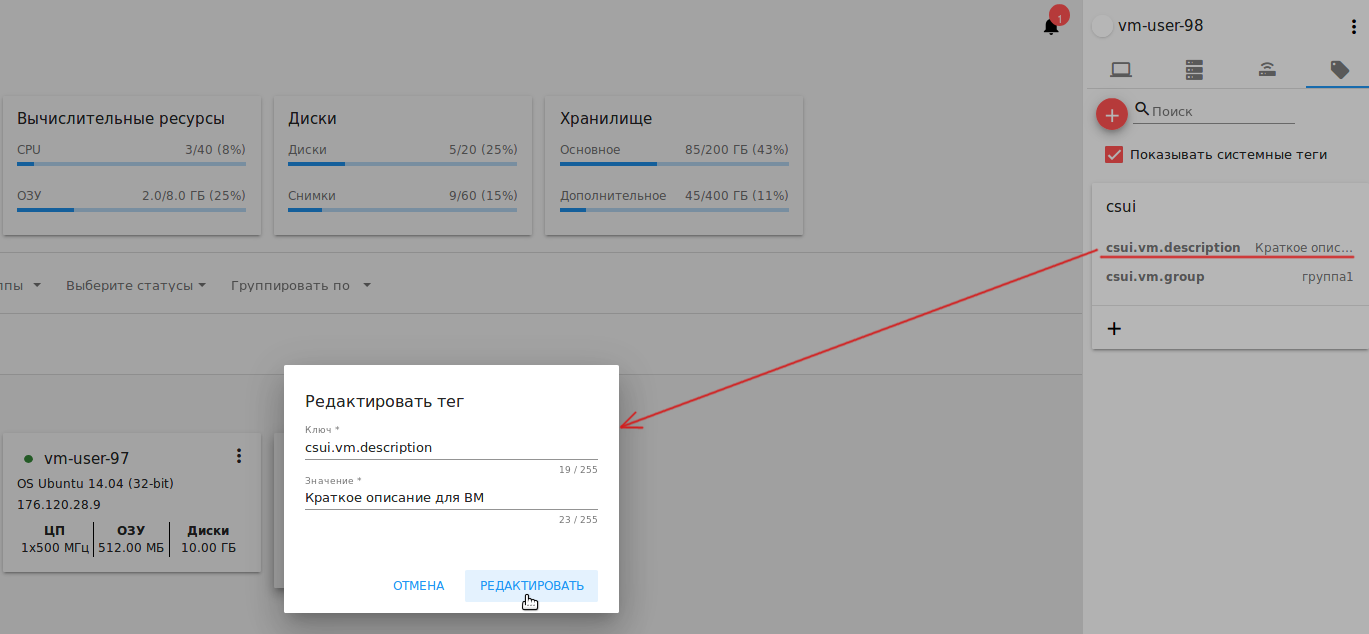 1
vm-user-98
Вычислительные ресурсы
CPU 3/40 (8%)
ОЗУ 2.0/8.0 ГБ (25%)
Диски
Диски 5/20 (25%)
Снимки 9/60 (15%)
Хранилище
Основное 85/200 ГБ (43%)
Дополнительное 45/400 ГБ (11%)
Поиск
Показывать системные теги
csui
csui.vm.description Краткое опис...
csui.vm.group группа1
+
ппы Выберите статусы Группировать по
vm-user-97
OS Ubuntu 14.04 (32-bit)
176.120.28.9
ЦП ОЗУ Диски
1x500 МГц 512.00 МБ 10.00 ГБ
Редактировать тег
Ключ *
csui.vm.description
19 / 255
Значение *
Краткое описание для ВМ
23 / 255
ОТМЕНА РЕДАКТИРОВАТЬ